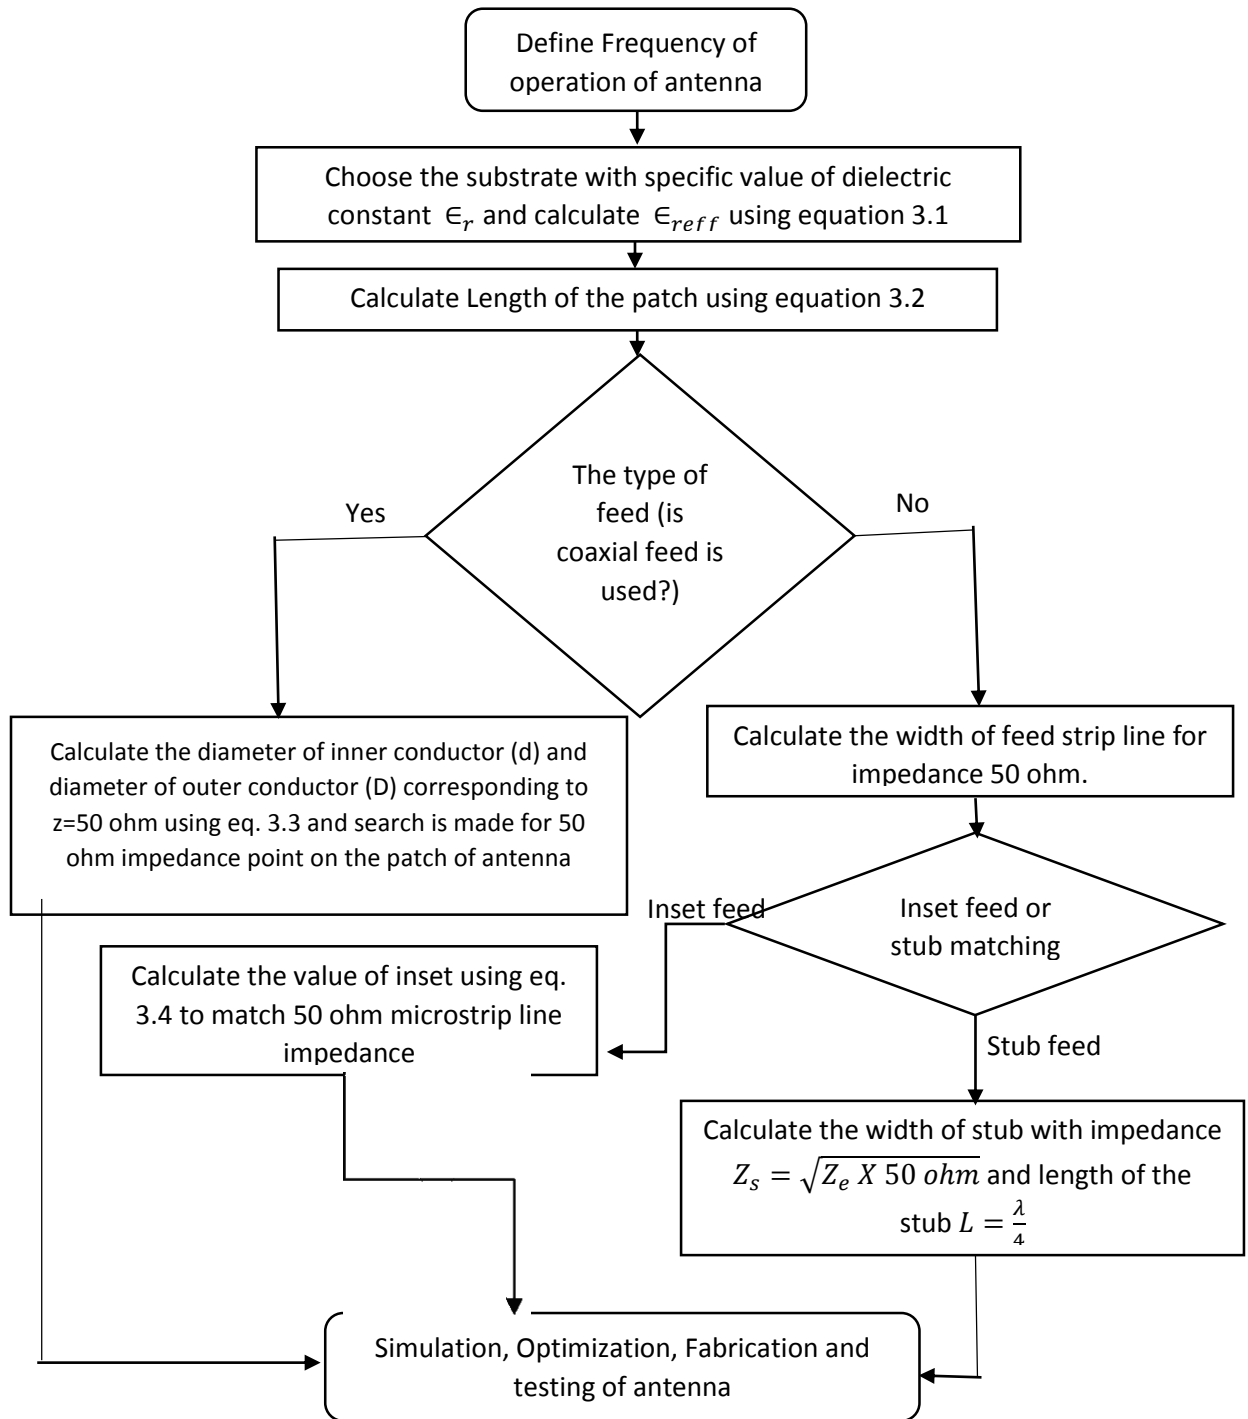 Define Frequency of
operation of antenna
Choose the substrate with specific value of dielectric
constant ∈r and calculate ∈reff using equation 3.1
Calculate Length of the patch using equation 3.2
The type of
feed (is
coaxial feed is
used?)
Yes
No
Calculate the diameter of inner conductor (d) and
diameter of outer conductor (D) corresponding to
z=50 ohm using eq. 3.3 and search is made for 50
ohm impedance point on the patch of antenna
Calculate the width of feed strip line for
impedance 50 ohm.
Inset feed
Inset feed or
stub matching
Calculate the value of inset using eq.
3.4 to match 50 ohm microstrip line
impedance
Stub feed
Calculate the width of stub with impedance
Zs = √(Ze X 50 ohm) and length of the
stub L = λ/4
Simulation, Optimization, Fabrication and
testing of antenna